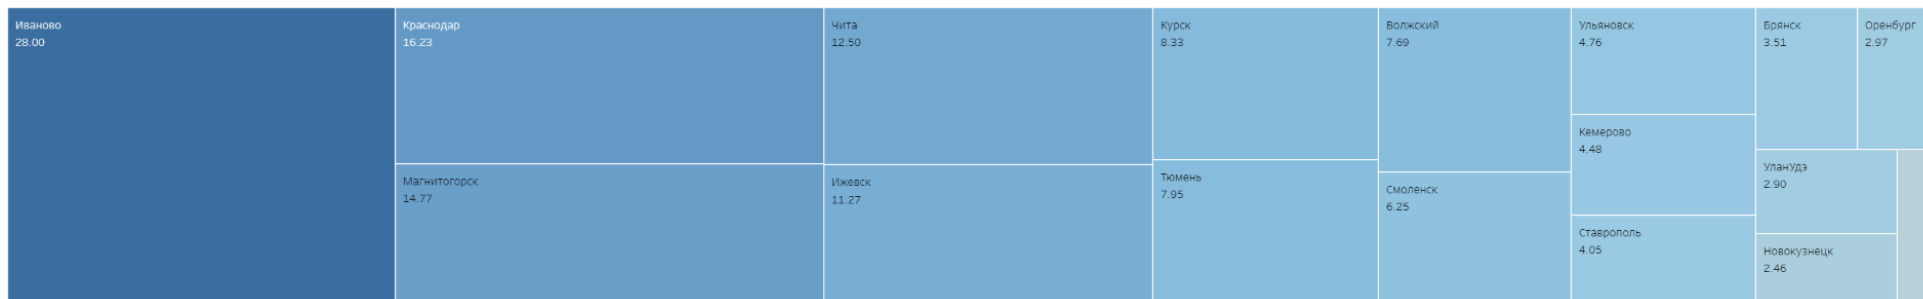 Иваново
28.00
Краснодар
16.23
Магнитогорск
14.77
Чита
12.50
Ижевск
11.27
Курск
8.33
Тюмень
7.95
Волжский
7.69
Смоленск
6.25
Ульяновск
4.76
Кемерово
4.48
Ставрополь
4.05
Брянск
3.51
Оренбург
2.97
УланУдэ
2.90
Новокузнецк
2.46